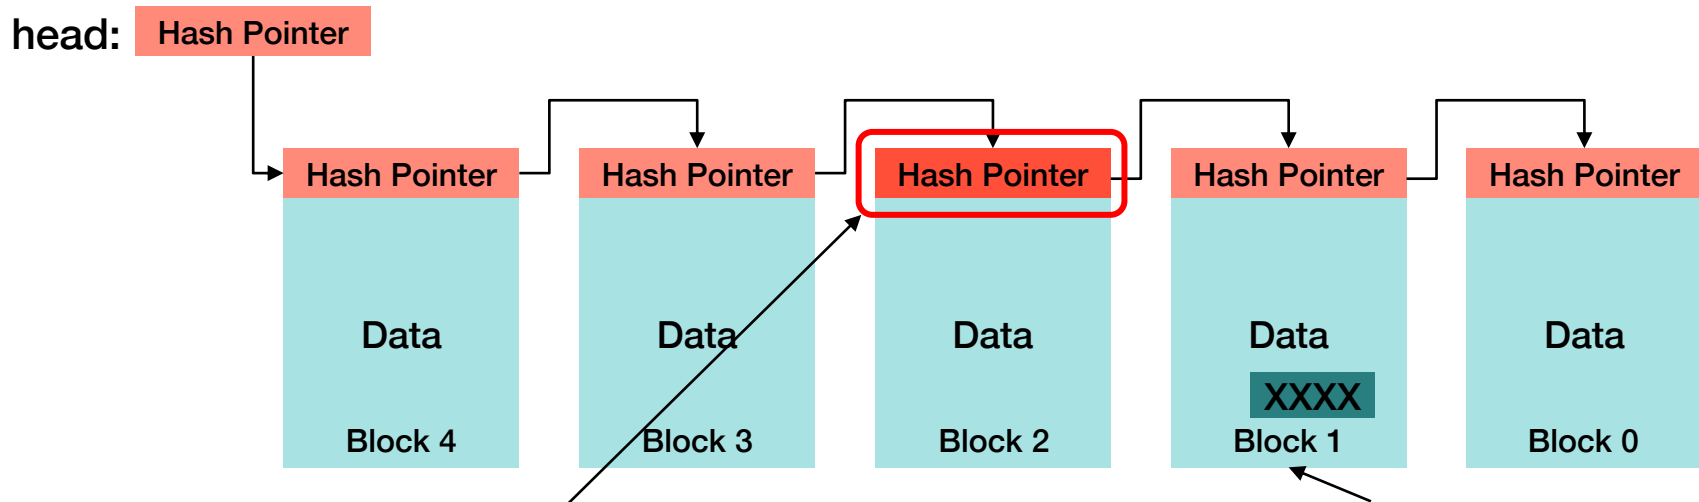 head: Hash Pointer
Hash Pointer Hash Pointer Hash Pointer Hash Pointer Hash Pointer
Data Data Data Data Data
XXXX
Block 4 Block 3 Block 2 Block 1 Block 0